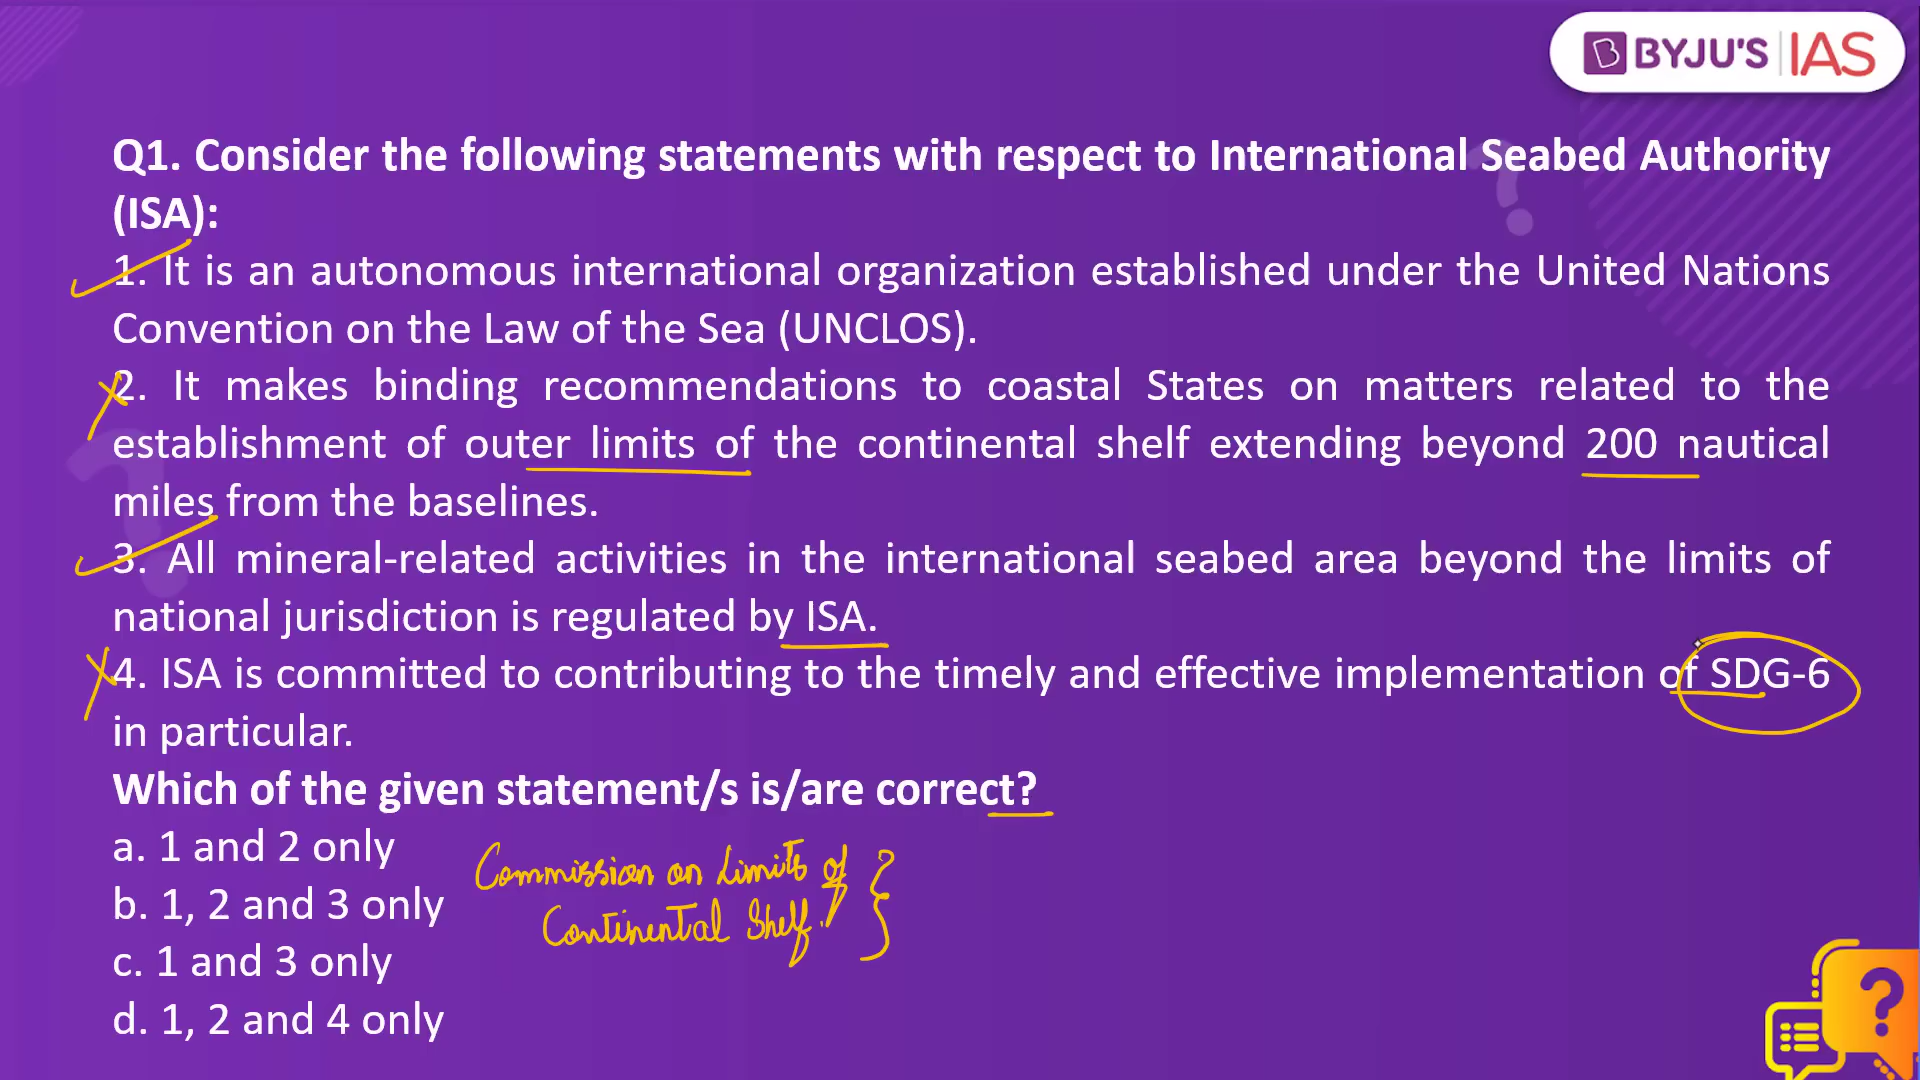 BYJU'S IAS
Q1. Consider the following statements with respect to International Seabed Authority
(ISA):
1. It is an autonomous international organization established under the United Nations
Convention on the Law of the Sea (UNCLOS).
2. It makes binding recommendations to coastal States on matters related to the
establishment of outer limits of the continental shelf extending beyond 200 nautical
miles from the baselines.
3. All mineral-related activities in the international seabed area beyond the limits of
national jurisdiction is regulated by ISA.
4. ISA is committed to contributing to the timely and effective implementation of SDG-6
in particular.
Which of the given statement/s is/are correct?
a. 1 and 2 only
b. 1, 2 and 3 only
c. 1 and 3 only
d. 1, 2 and 4 only
Commission on Limits of
Continental Shelf.